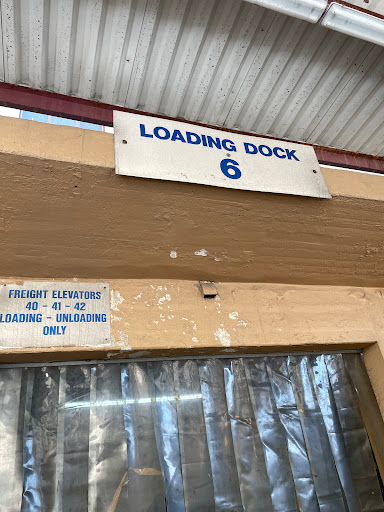 LOADING DOCK
6
FREIGHT ELEVATORS
40 - 41 - 42
LOADING - UNLOADING
ONLY